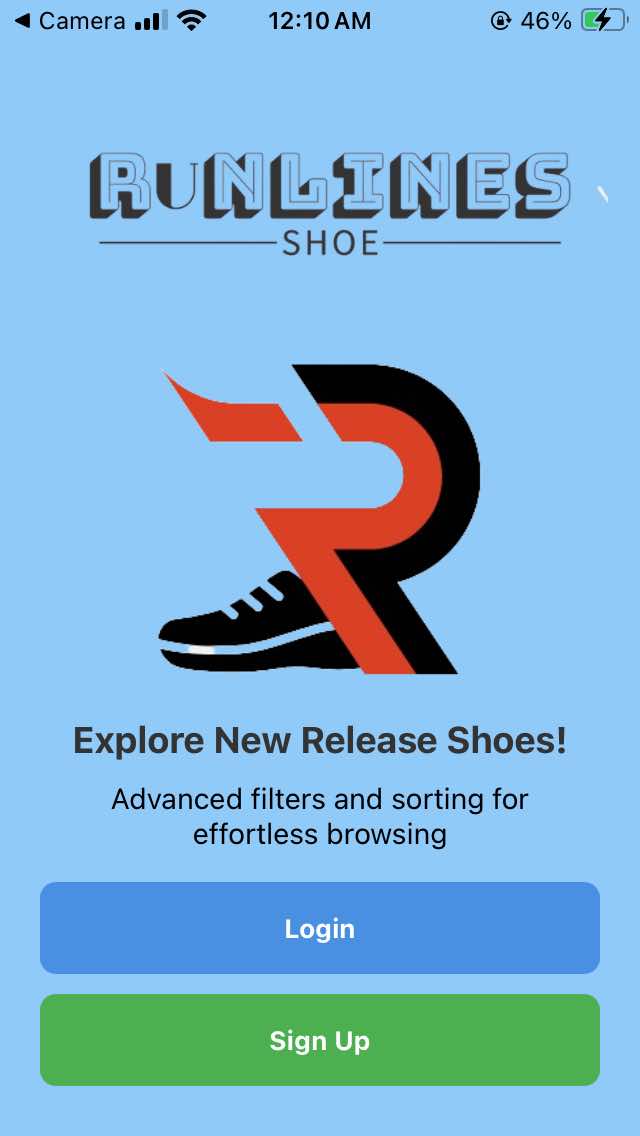 Camera 12:10 AM 46%
RUNLINES
SHOE
R
Explore New Release Shoes!
Advanced filters and sorting for
effortless browsing
Login
Sign Up